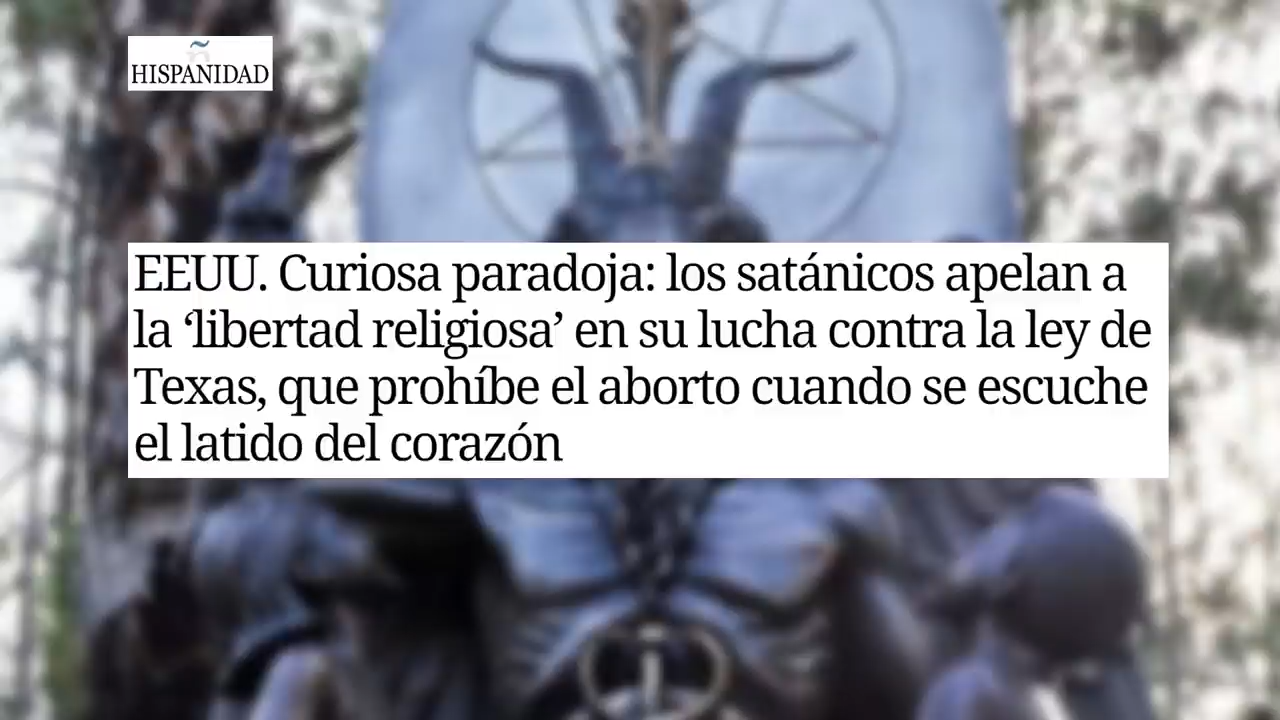 HISPANIDAD
EEUU. Curiosa paradoja: los satánicos apelan a
la ‘libertad religiosa’ en su lucha contra la ley de
Texas, que prohíbe el aborto cuando se escuche
el latido del corazón